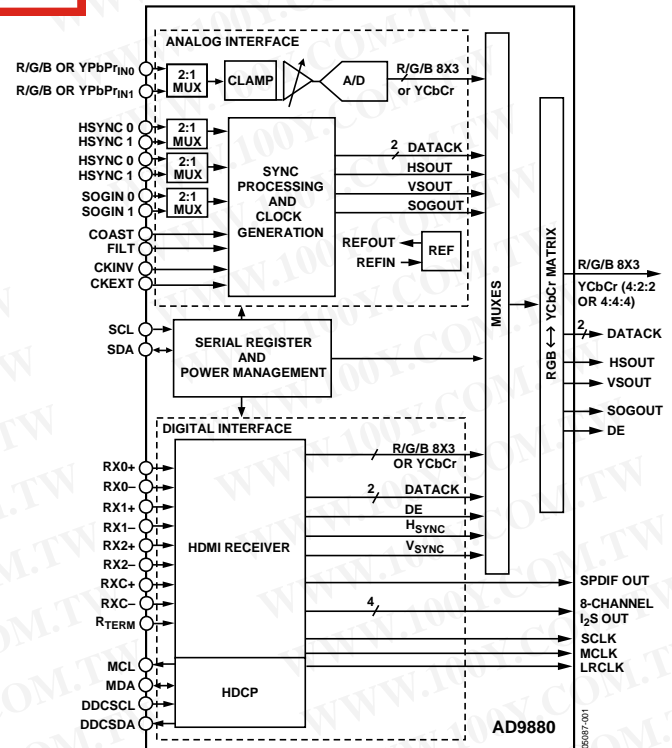 ANALOG INTERFACE
R/G/B OR YPbPrIN0
R/G/B OR YPbPrIN1
2:1
MUX
CLAMP
A/D
R/G/B 8X3
or YCbCr
HSYNC 0
HSYNC 1
2:1
MUX
HSYNC 0
HSYNC 1
2:1
MUX
SOGIN 0
SOGIN 1
2:1
MUX
COAST
FILT
CKINV
CKEXT
SYNC
PROCESSING
AND
CLOCK
GENERATION
2 DATACK
HSOUT
VSOUT
SOGOUT
REFOUT
REFIN
REF
MUXES
RGB ↔ YCbCr MATRIX
R/G/B 8X3
YCbCr (4:2:2
OR 4:4:4)
2 DATACK
HSOUT
VSOUT
SOGOUT
DE
SCL
SDA
SERIAL REGISTER
AND
POWER MANAGEMENT
DIGITAL INTERFACE
RX0+
RX0–
RX1+
RX1–
RX2+
RX2–
RXC+
RXC–
RTERM
HDMI RECEIVER
R/G/B 8X3
OR YCbCr
2 DATACK
DE
HSYNC
VSYNC
SPDIF OUT
4
8-CHANNEL
I2S OUT
SCLK
MCLK
LRCLK
MCL
MDA
DDCSCL
DDCSDA
HDCP
AD9880
05087-001
WWW.100Y.COM.TW